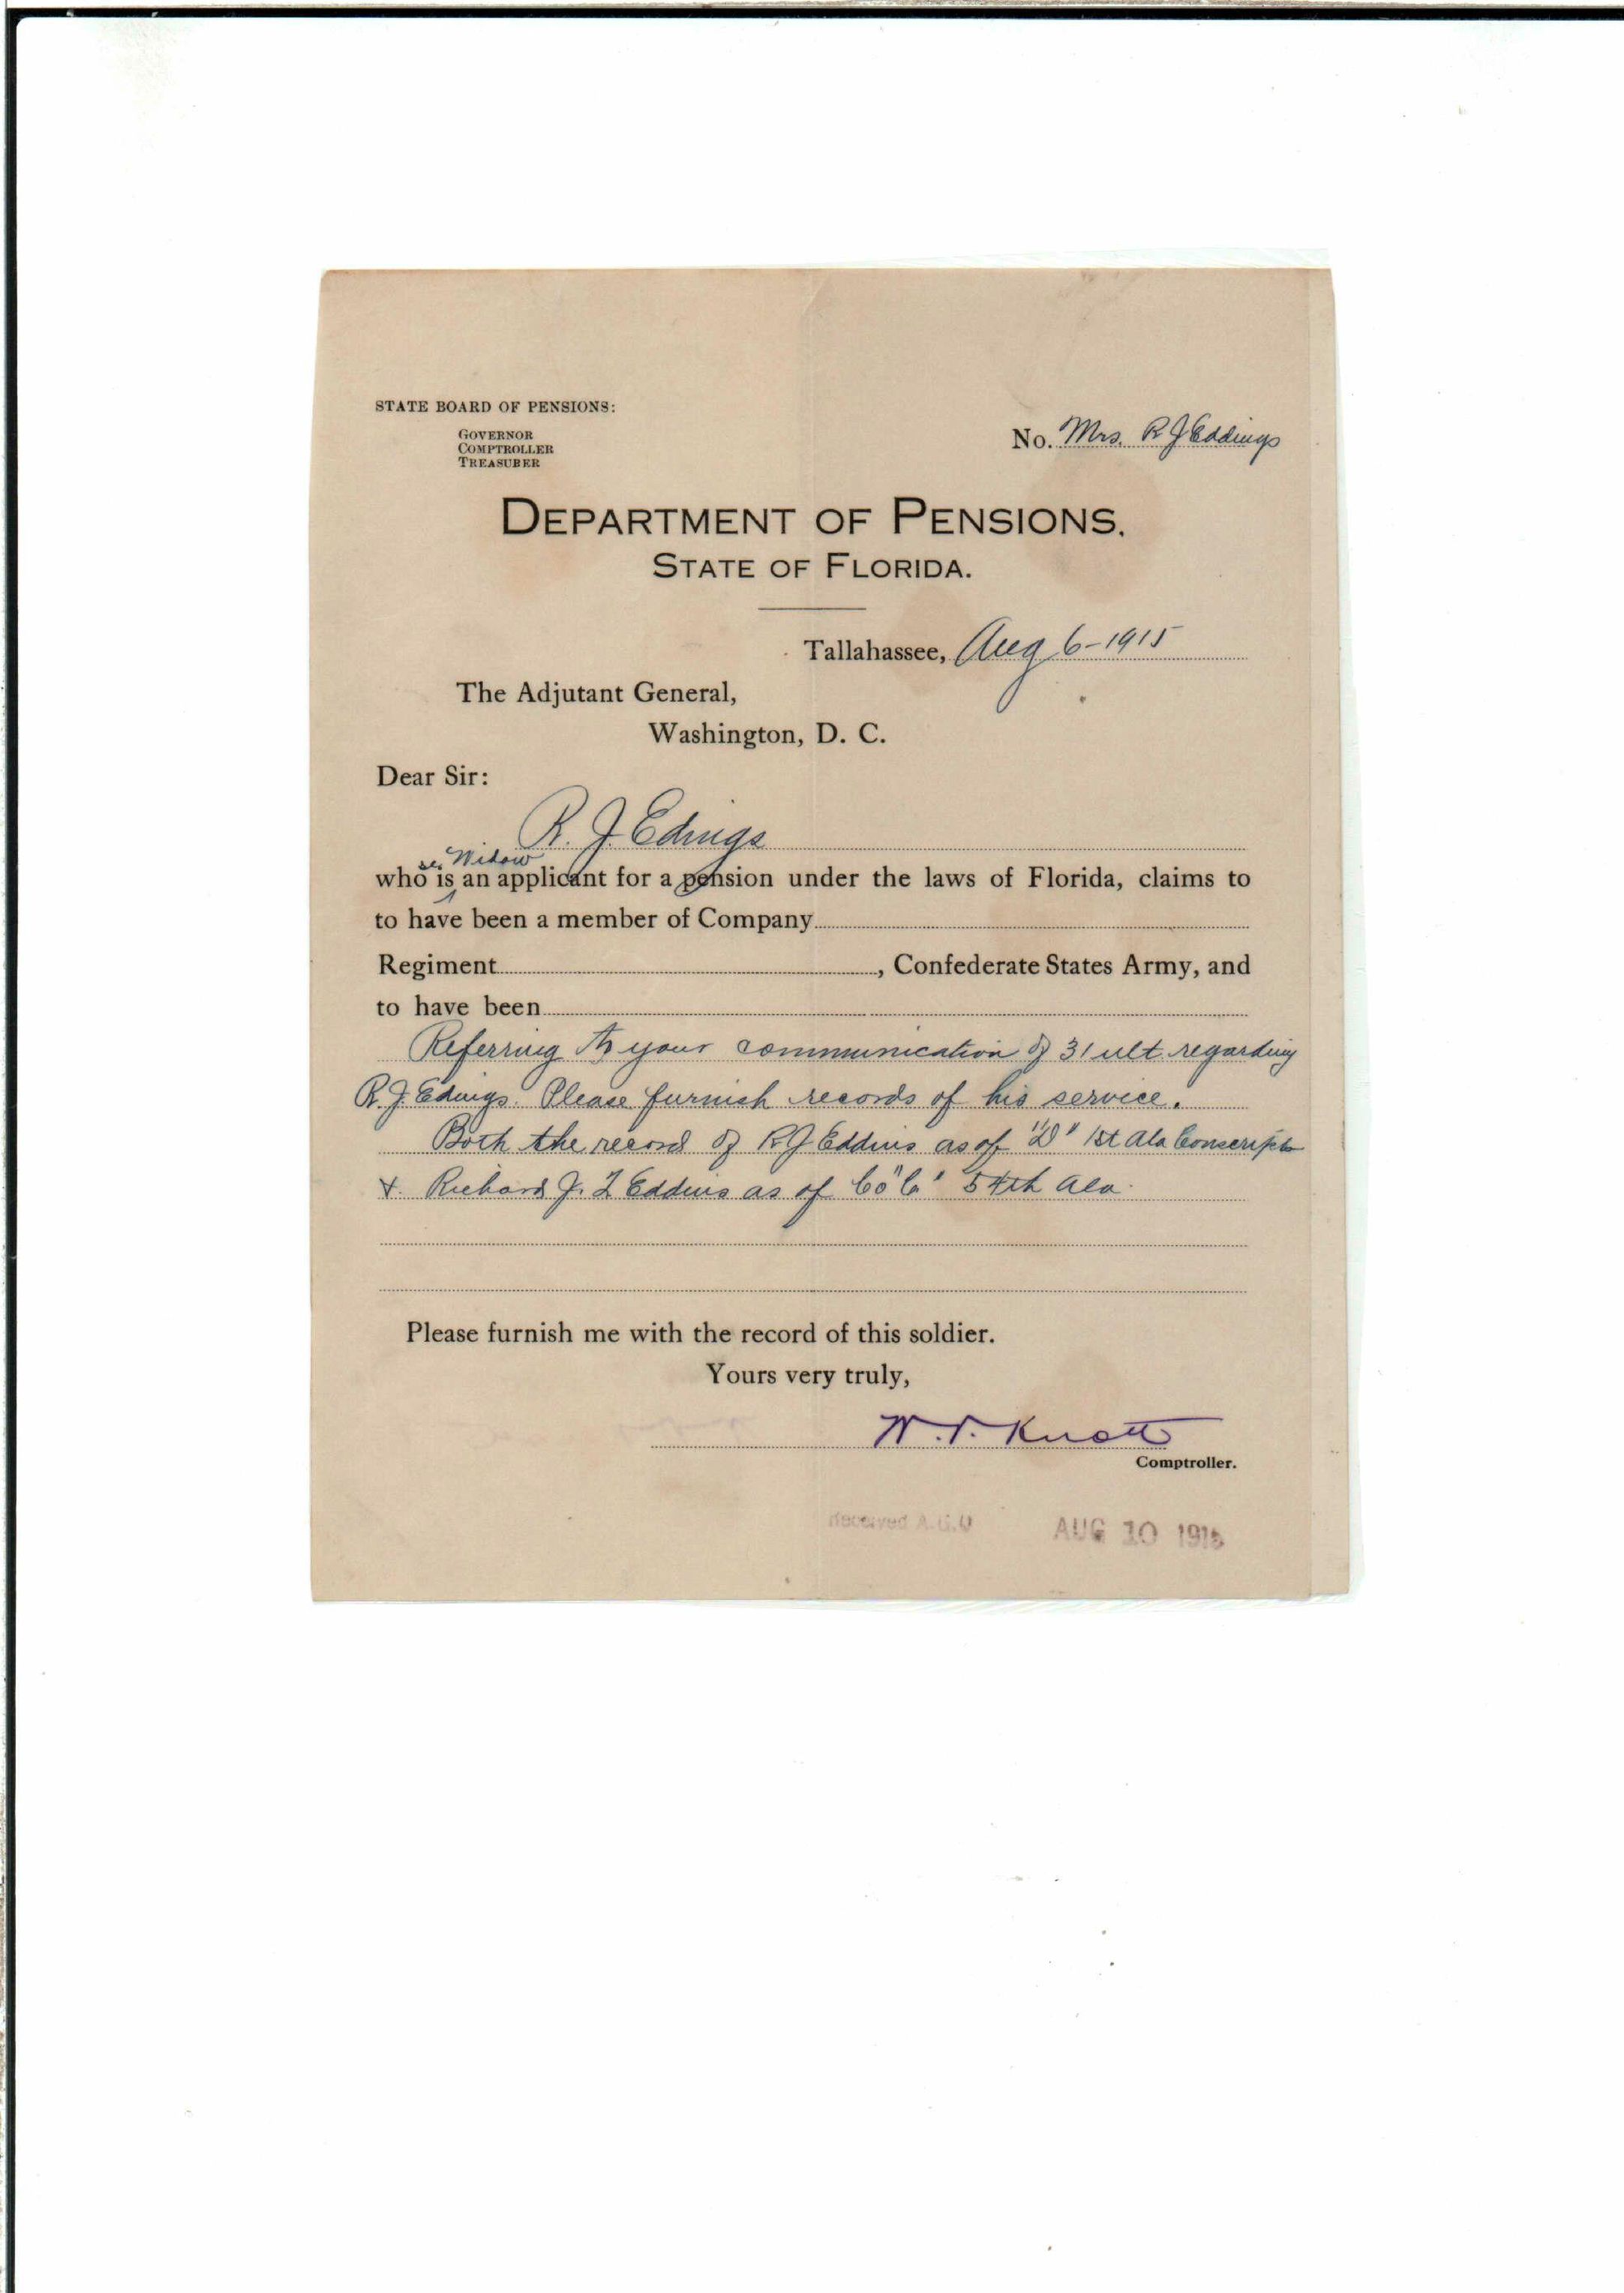 STATE BOARD OF PENSIONS:
GOVERNOR
COMPTROLLER
TREASURER
No. Mrs. R J Eddings
DEPARTMENT OF PENSIONS,
STATE OF FLORIDA.
Tallahassee, Aug 6-1915
The Adjutant General,
Washington, D. C.
Dear Sir:
R. J. Edings
se Widow
who is an applicant for a pension under the laws of Florida, claims to
to have been a member of Company
Regiment, Confederate States Army, and
to have been
Referring to your communication of 31 ult. regarding
R. J. Edings. Please furnish records of his service.
Both the record of R J Eddins as of "D" 1st Ala Conscripts
+ Richard J. L Eddins as of Co "C" 54th Ala.
Please furnish me with the record of this soldier.
Yours very truly,
W. V. Knott
Comptroller.
Received A.G.O AUG 10 1915